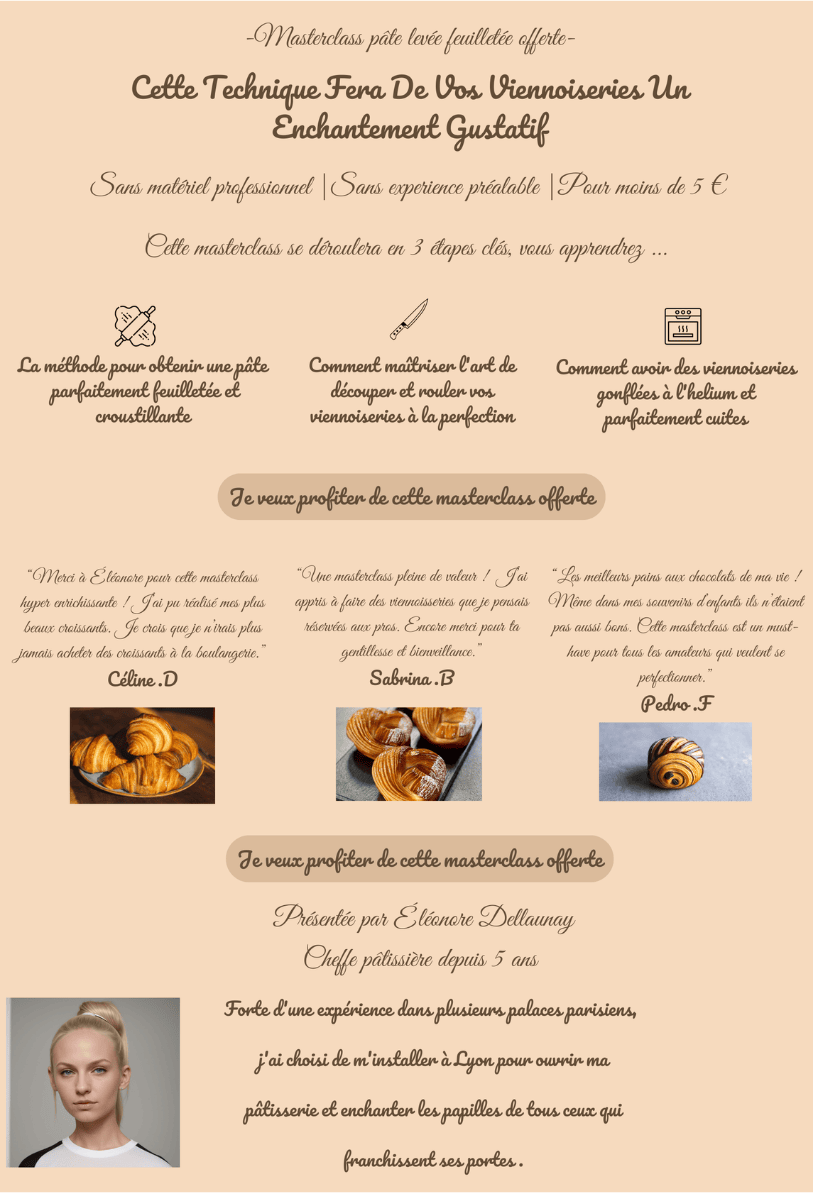 -Masterclass pâte levée feuilletée offerte-
Cette Technique Fera De Vos Viennoiseries Un
Enchantement Gustatif
Sans matériel professionnel | Sans experience préalable | Pour moins de 5 €
Cette masterclass se déroulera en 3 étapes clés, vous apprendrez ...
La méthode pour obtenir une pâte
parfaitement feuilletée et
croustillante
Comment maîtriser l'art de
découper et rouler vos
viennoiseries à la perfection
Comment avoir des viennoiseries
gonflées à l'helium et
parfaitement cuites
Je veux profiter de cette masterclass offerte
“Merci à Éléonore pour cette masterclass
hyper enrichissante ! J'ai pu réalisé mes plus
beaux croissants. Je crois que je n'irais plus
jamais acheter des croissants à la boulangerie.”
Céline .D
“Une masterclass pleine de valeur ! J'ai
appris à faire des viennoisseries que je pensais
réservées aux pros. Encore merci pour ta
gentillesse et bienveillance.”
Sabrina .B
“ Les meilleurs pains aux chocolats de ma vie !
Même dans mes souvenirs d'enfants ils n'étaient
pas aussi bons. Cette masterclass est un must-
have pour tous les amateurs qui veulent se
perfectionner.”
Pedro .F
Je veux profiter de cette masterclass offerte
Présentée par Éléonore Dellaunay
Cheffe pâtissière depuis 5 ans
Forte d'une expérience dans plusieurs palaces parisiens,
j'ai choisi de m'installer à Lyon pour ouvrir ma
pâtisserie et enchanter les papilles de tous ceux qui
franchissent ses portes .